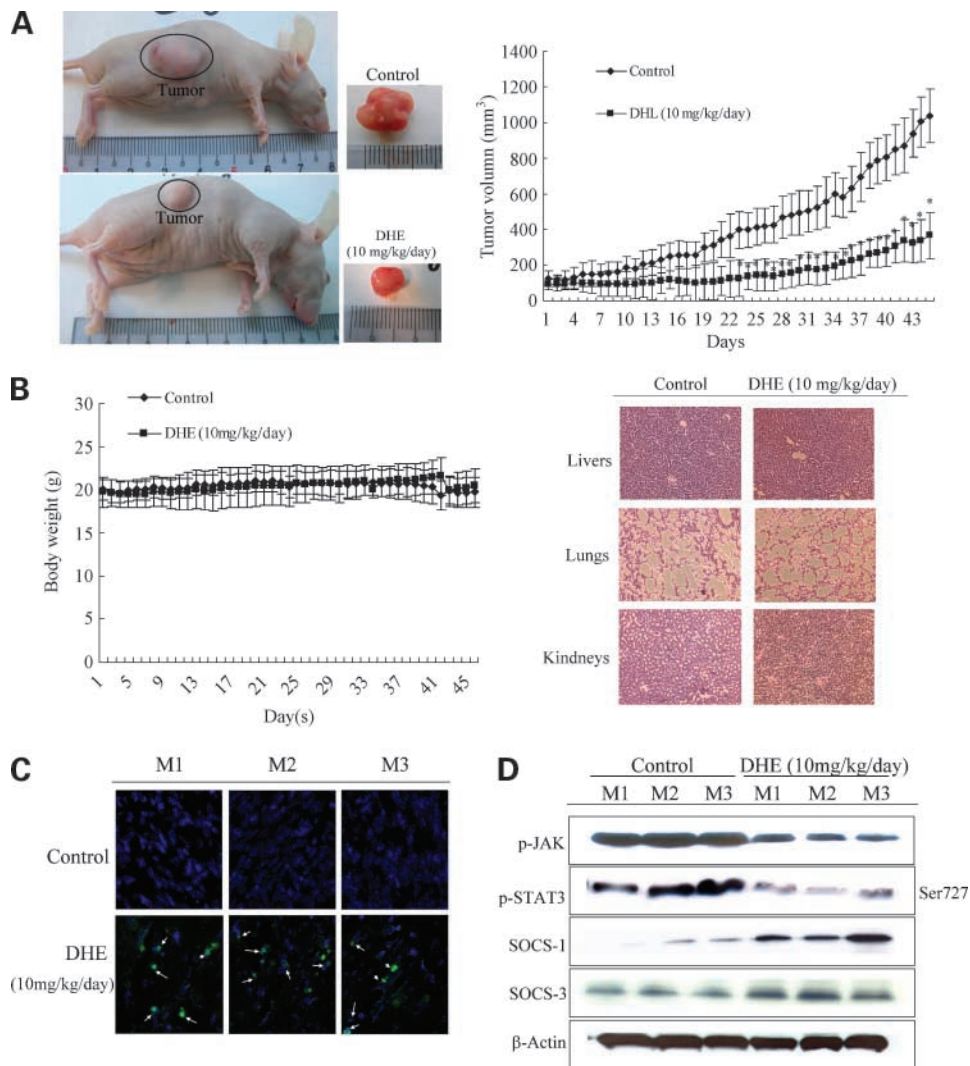 A
Tumor
Control
Tumor
DHE
(10 mg/kg/day)
Tumor volumn (mm³)
1400
1200
1000
800
600
400
200
0
Control
DHL (10 mg/kg/day)
* * * *
1 4 7 10 13 16 19 22 25 28 31 34 37 40 43
Days
B
Body weight (g)
30
25
20
15
10
5
0
Control
DHE (10mg/kg/day)
1 5 9 13 17 21 25 29 33 37 41 45
Day(s)
Control DHE (10 mg/kg/day)
Livers
Lungs
Kidneys
C
M1 M2 M3
Control
DHE
(10mg/kg/day)
D
Control DHE (10mg/kg/day)
M1 M2 M3 M1 M2 M3
p-JAK
p-STAT3 Ser727
SOCS-1
SOCS-3
β-Actin